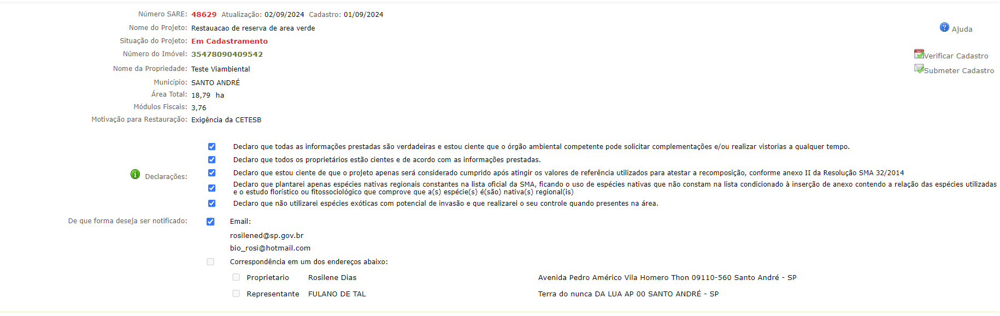 Número SARE: 48629 Atualização: 02/09/2024 Cadastro: 01/09/2024
Nome do Projeto: Restauacao de reserva de area verde
Ajuda
Situação do Projeto: Em Cadastramento
Número do Imóvel: 35478090409542
Verificar Cadastro
Nome da Propriedade: Teste Viambiental
Submeter Cadastro
Município: SANTO ANDRÉ
Área Total: 18,79 ha
Módulos Fiscais: 3,76
Motivação para Restauração: Exigência da CETESB
Declarações:
Declaro que todas as informações prestadas são verdadeiras e estou ciente que o órgão ambiental competente pode solicitar complementações e/ou realizar vistorias a qualquer tempo.
Declaro que todos os proprietários estão cientes e de acordo com as informações prestadas.
Declaro que estou ciente de que o projeto apenas será considerado cumprido após atingir os valores de referência utilizados para atestar a recomposição, conforme anexo II da Resolução SMA 32/2014
Declaro que plantarei apenas espécies nativas regionais constantes na lista oficial da SMA, ficando o uso de espécies nativas que não constam na lista condicionado à inserção de anexo contendo a relação das espécies utilizadas
e o estudo florístico ou fitossociológico que comprove que a(s) espécie(s) é(são) nativa(s) regional(is)
Declaro que não utilizarei espécies exóticas com potencial de invasão e que realizarei o seu controle quando presentes na área.
De que forma deseja ser notificado: Email:
rosilened@sp.gov.br
bio_rosi@hotmail.com
Correspondência em um dos endereços abaixo:
Proprietario Rosilene Dias Avenida Pedro Américo Vila Homero Thon 09110-560 Santo André - SP
Representante FULANO DE TAL Terra do nunca DA LUA AP 00 SANTO ANDRÉ - SP